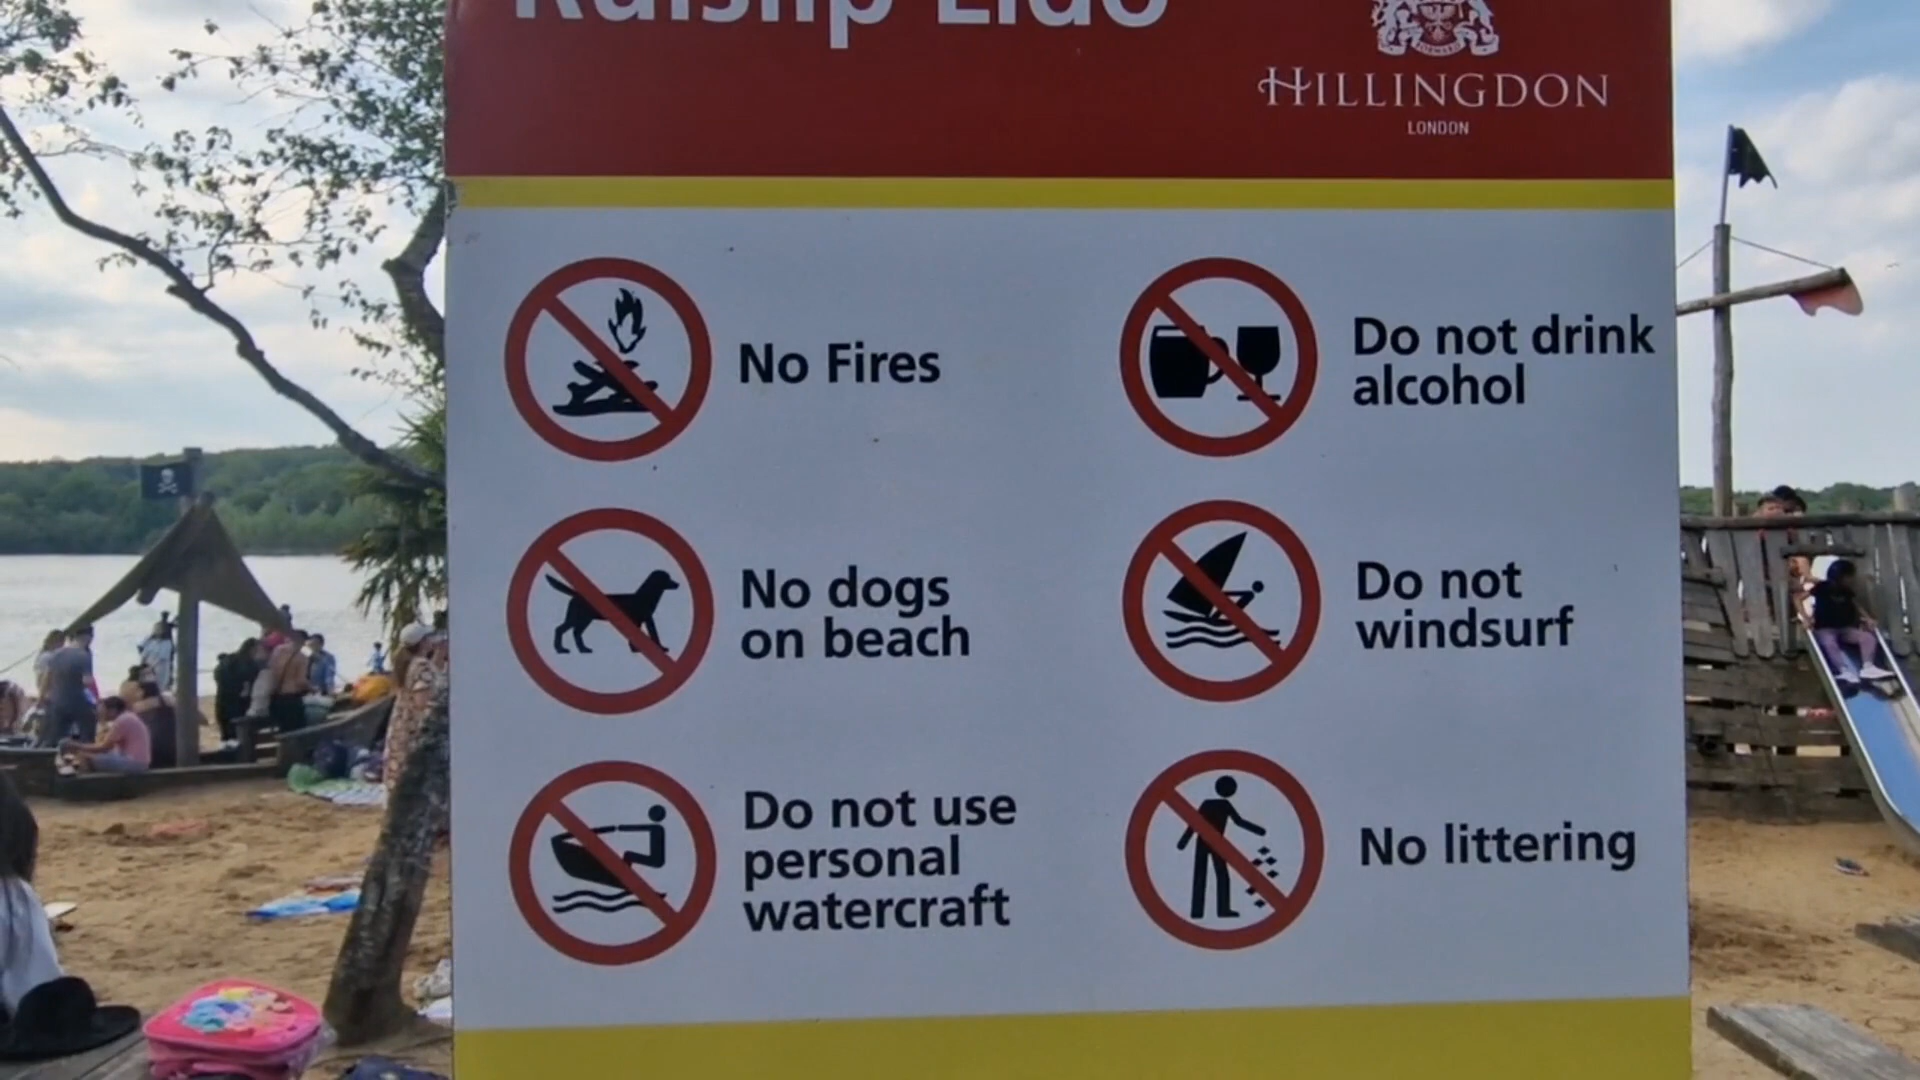 Ruislip Lido
FORWARD
HILLINGDON
LONDON
No Fires
Do not drink
alcohol
No dogs
on beach
Do not
windsurf
Do not use
personal
watercraft
No littering